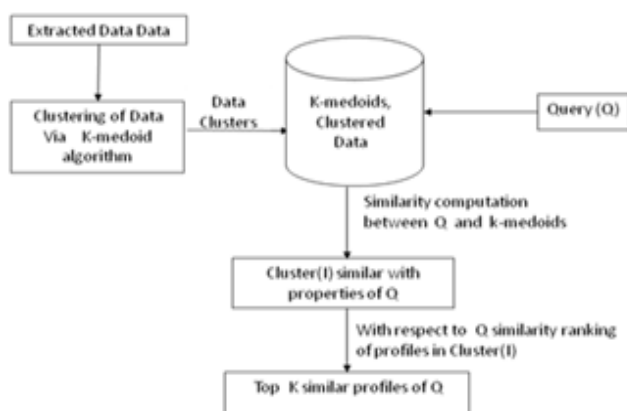 Extracted Data Data
Clustering of Data
Via K-medoid
algorithm
Data
Clusters
K-medoids,
Clustered
Data
Query (Q)
Similarity computation
between Q and k-medoids
Cluster(I) similar with
properties of Q
With respect to Q similarity ranking
of profiles in Cluster(I)
Top K similar profiles of Q